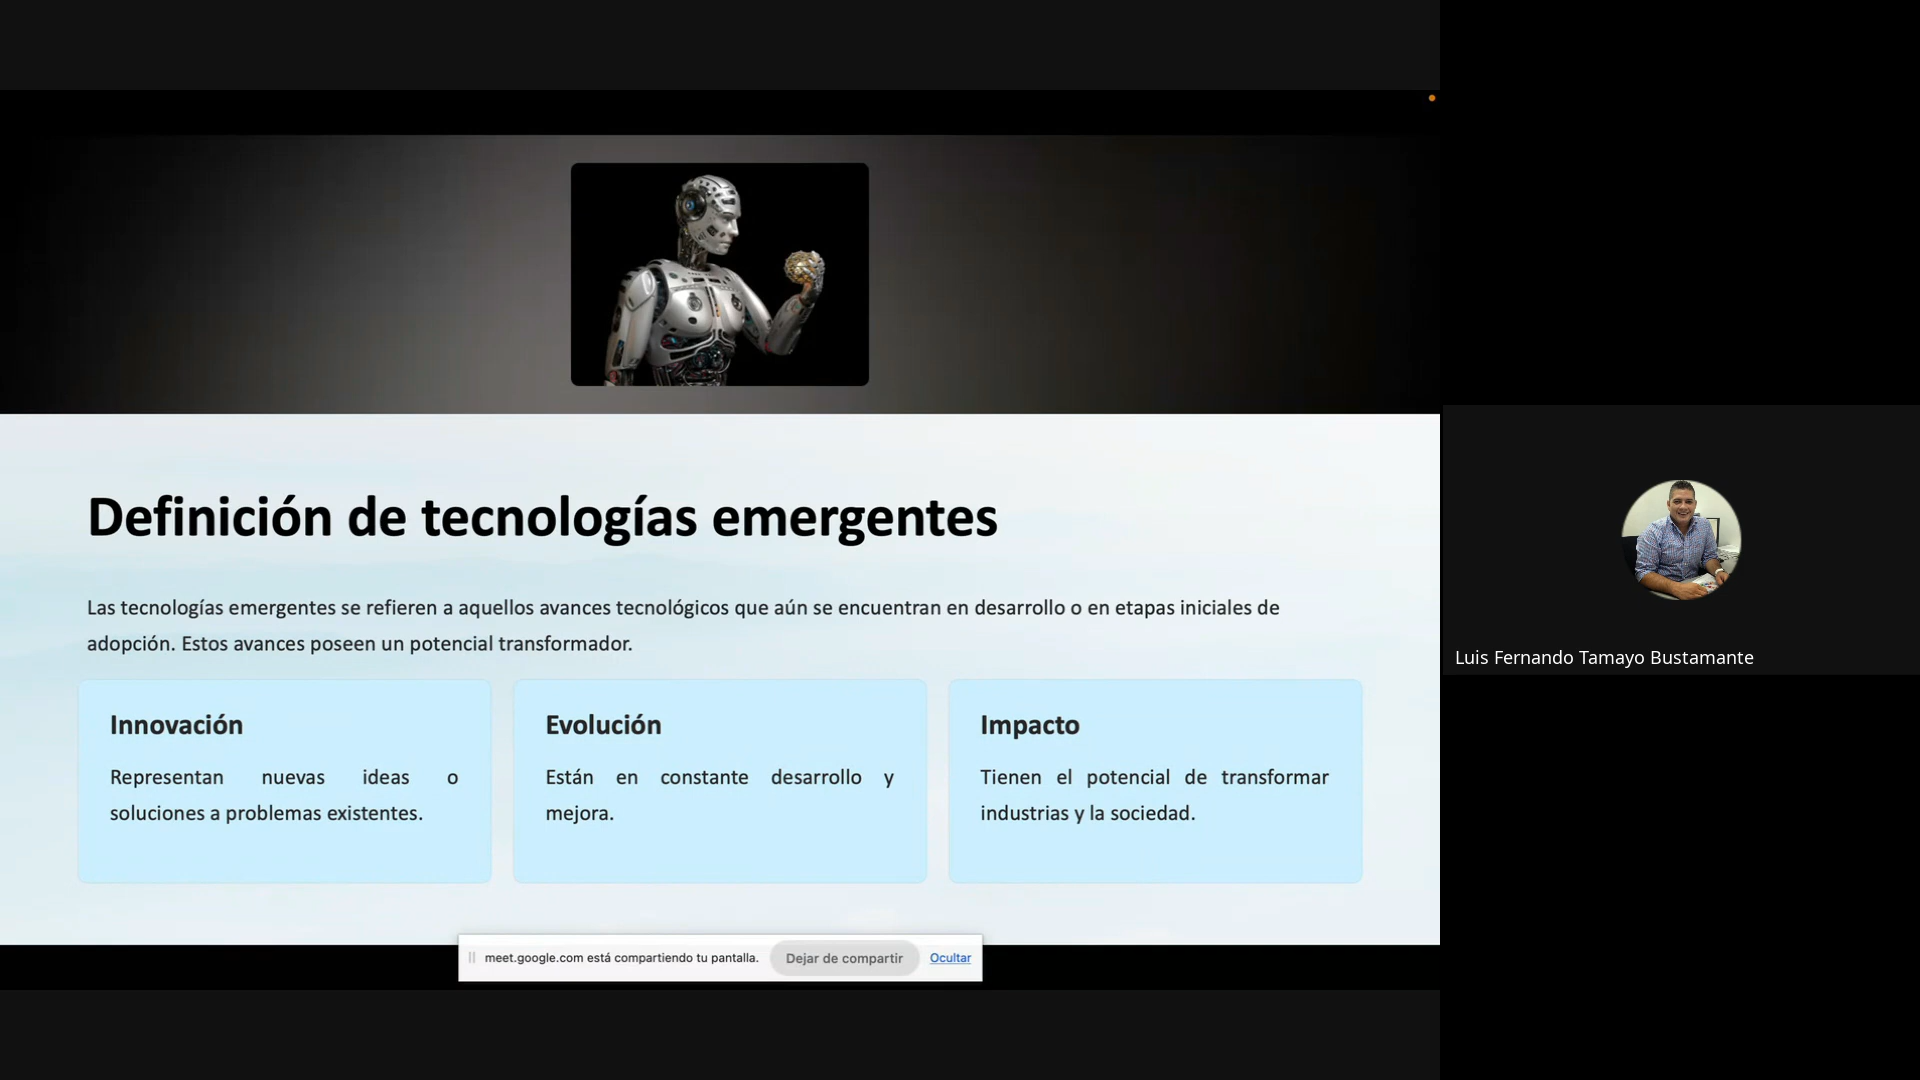 Definición de tecnologías emergentes
Las tecnologías emergentes se refieren a aquellos avances tecnológicos que aún se encuentran en desarrollo o en etapas iniciales de
adopción. Estos avances poseen un potencial transformador.
Innovación
Representan nuevas ideas o
soluciones a problemas existentes.
Evolución
Están en constante desarrollo y
mejora.
Impacto
Tienen el potencial de transformar
industrias y la sociedad.
meet.google.com está compartiendo tu pantalla.
Dejar de compartir
Ocultar
Luis Fernando Tamayo Bustamante